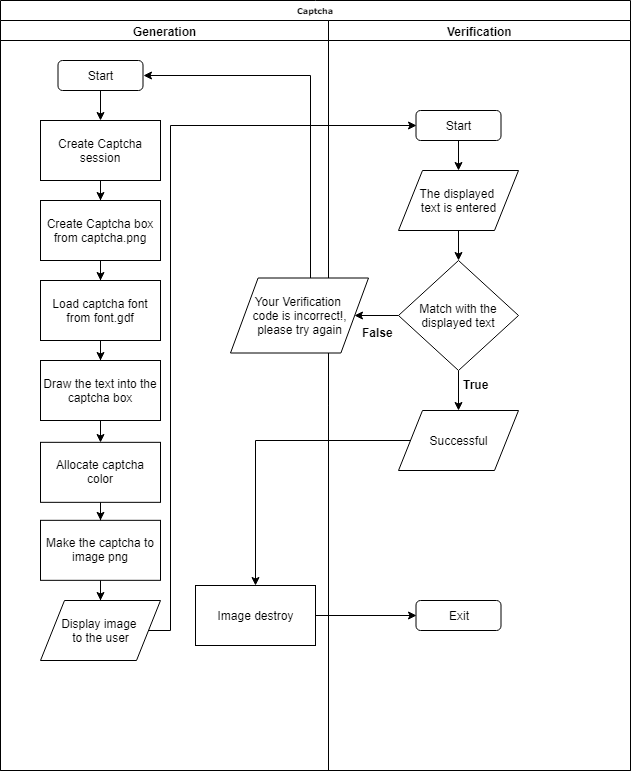 Captcha
Generation
Verification
Start
Create Captcha
session
Create Captcha box
from captcha.png
Load captcha font
from font.gdf
Draw the text into the
captcha box
Allocate captcha
color
Make the captcha to
image png
Display image
to the user
Start
The displayed
text is entered
Match with the
displayed text
False
Your Verification
code is incorrect!,
please try again
True
Successful
Image destroy
Exit